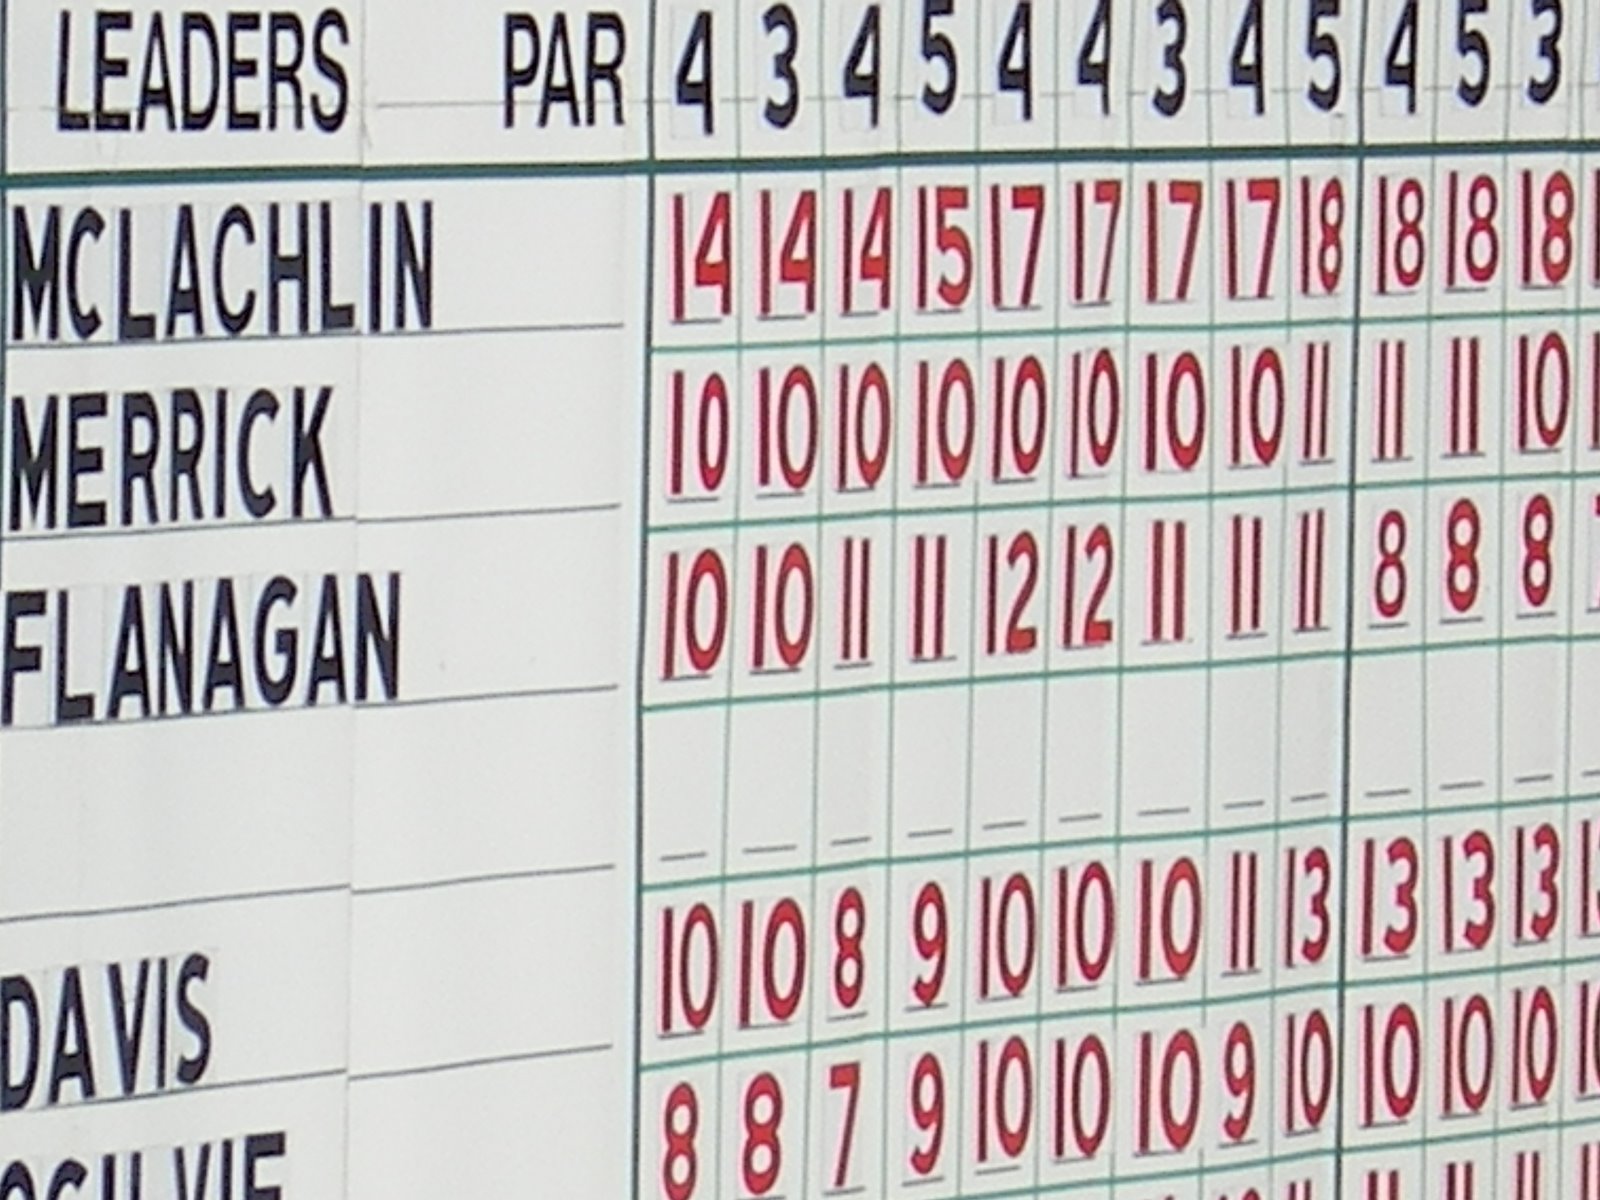 LEADERS PAR 4 3 4 5 4 4 3 4 5 4 5 3
MCLACHLIN 14 14 14 15 17 17 17 17 18 18 18 18
MERRICK 10 10 10 10 10 10 10 10 11 11 11 10
FLANAGAN 10 10 11 11 12 12 11 11 11 8 8 8
DAVIS 10 10 8 9 10 10 10 11 13 13 13 13
OGILVIE 8 8 7 9 10 10 10 9 10 10 10 10